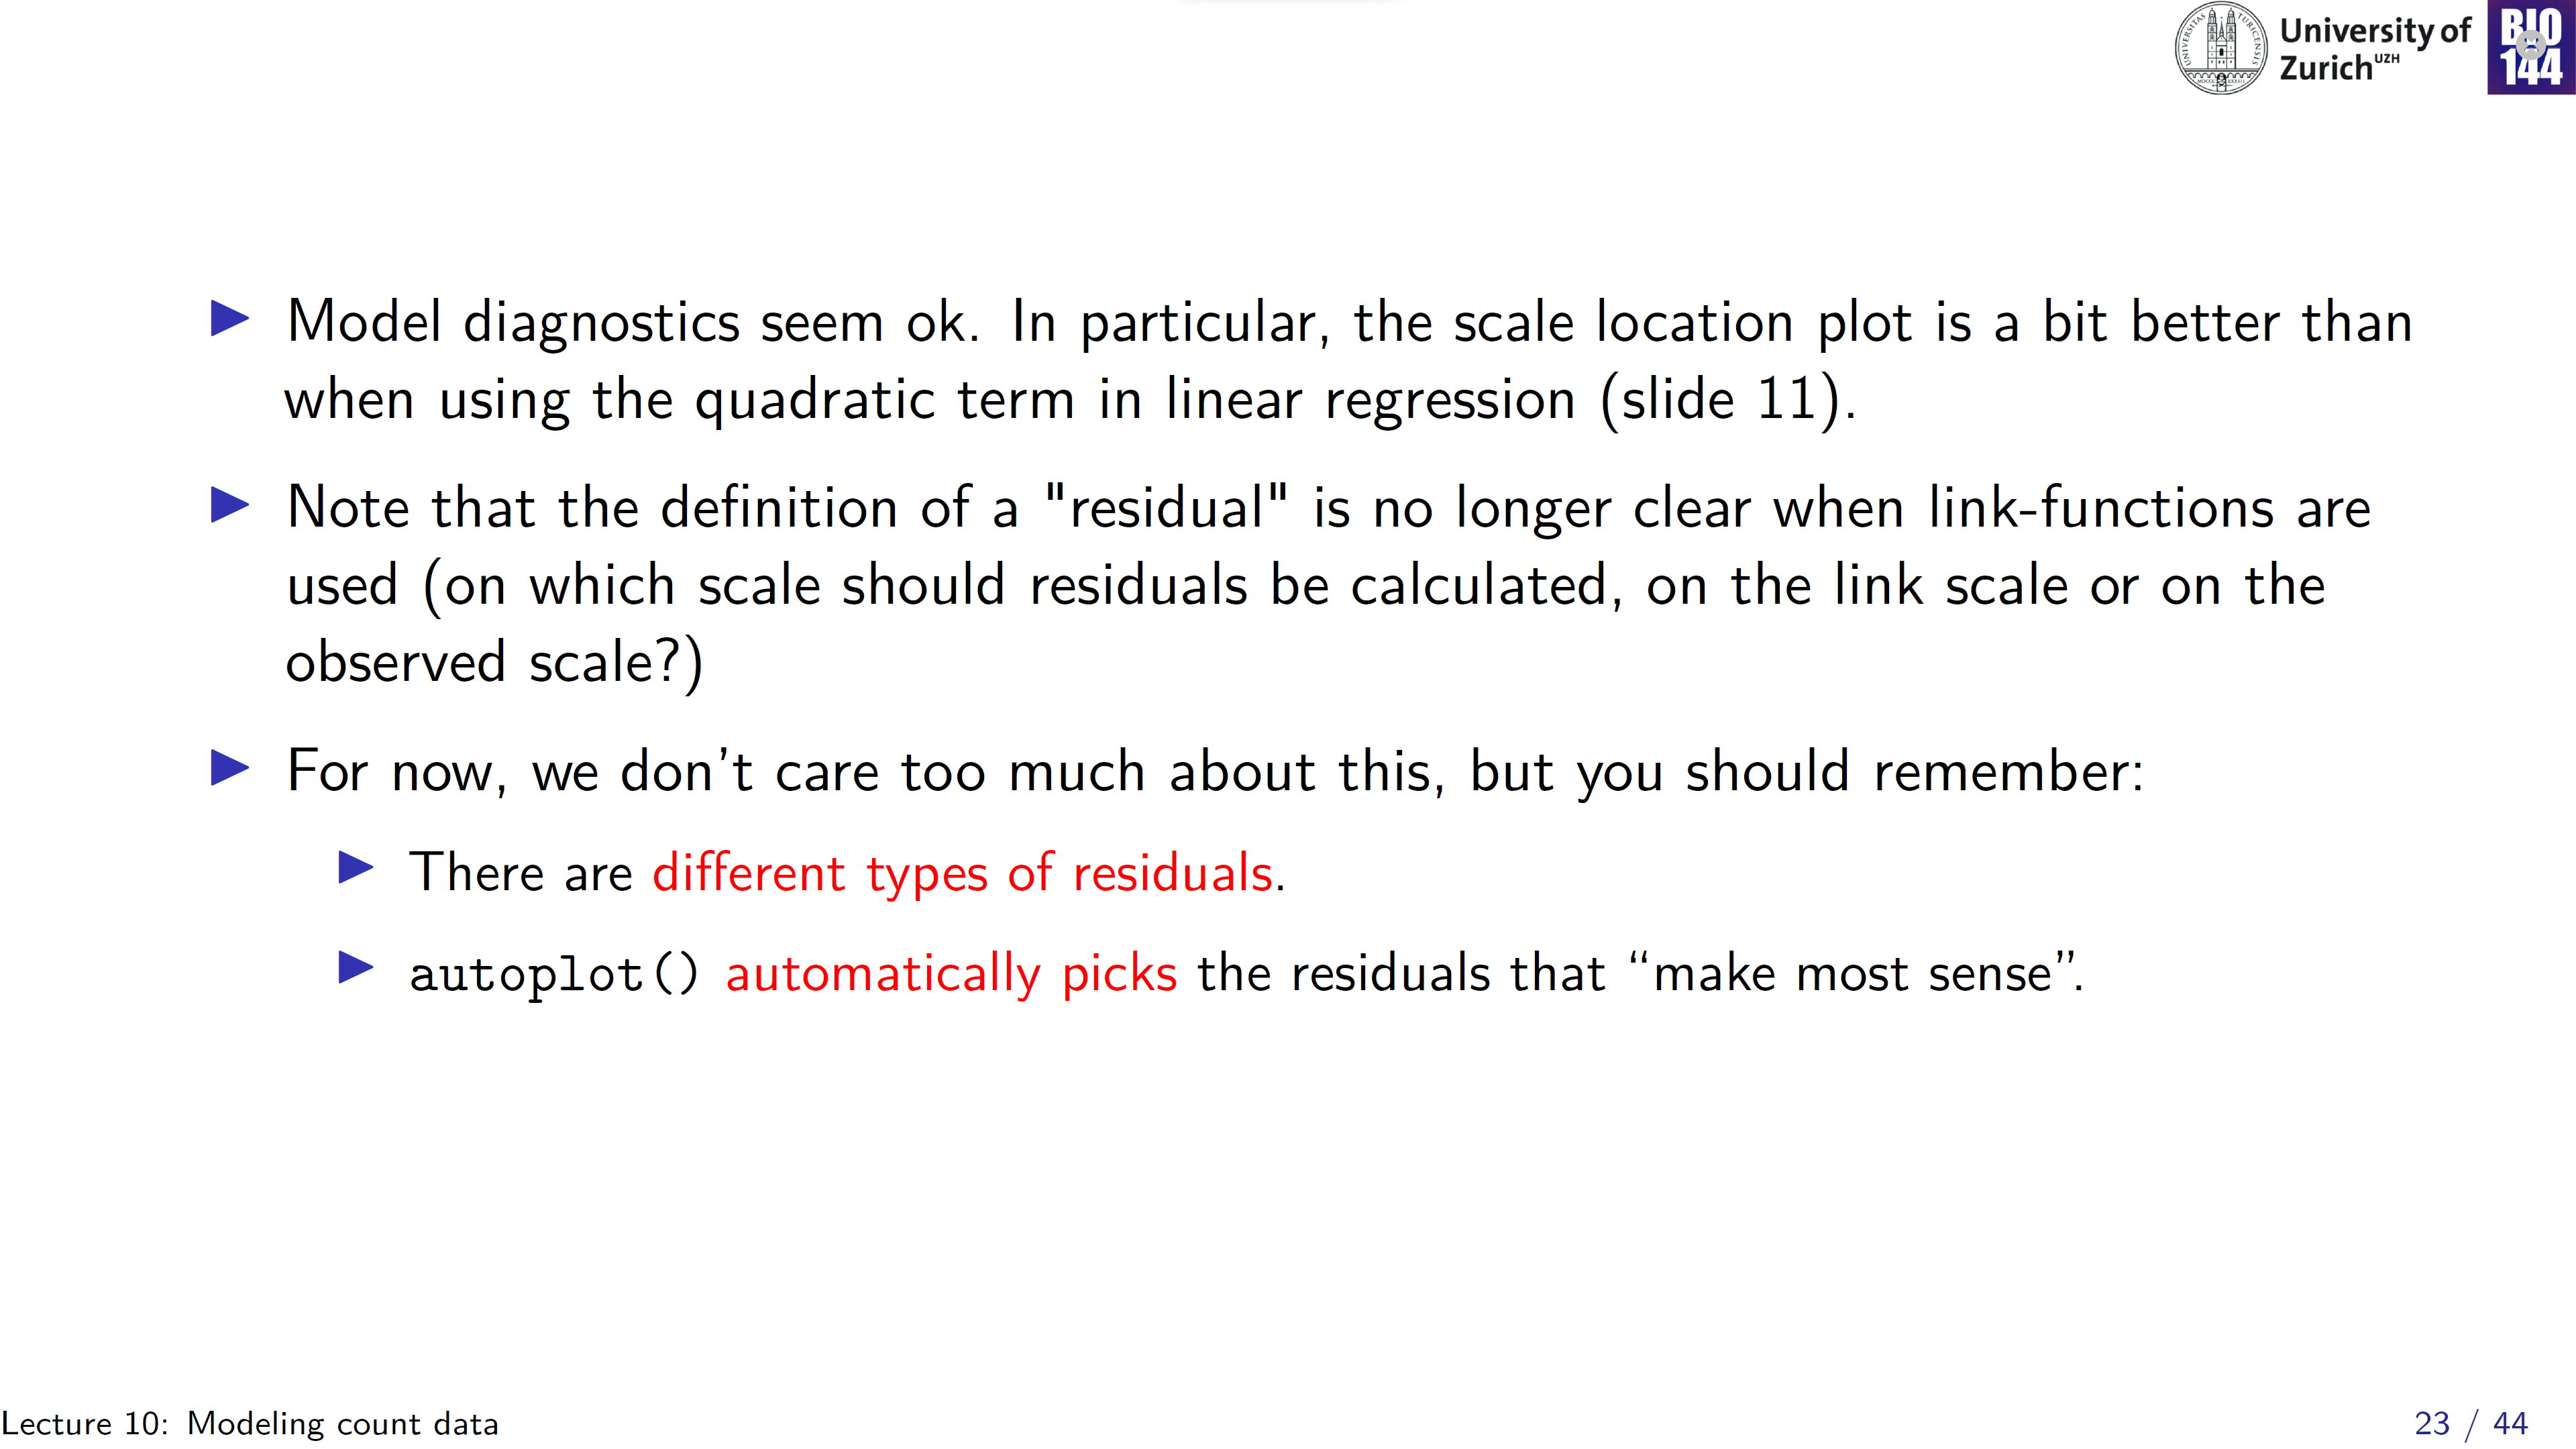 University of
Zurich UZH
BIO
144
Model diagnostics seem ok. In particular, the scale location plot is a bit better than
when using the quadratic term in linear regression (slide 11).
Note that the definition of a "residual" is no longer clear when link-functions are
used (on which scale should residuals be calculated, on the link scale or on the
observed scale?)
For now, we don't care too much about this, but you should remember:
There are different types of residuals.
autoplot() automatically picks the residuals that “make most sense”.
Lecture 10: Modeling count data
23 / 44